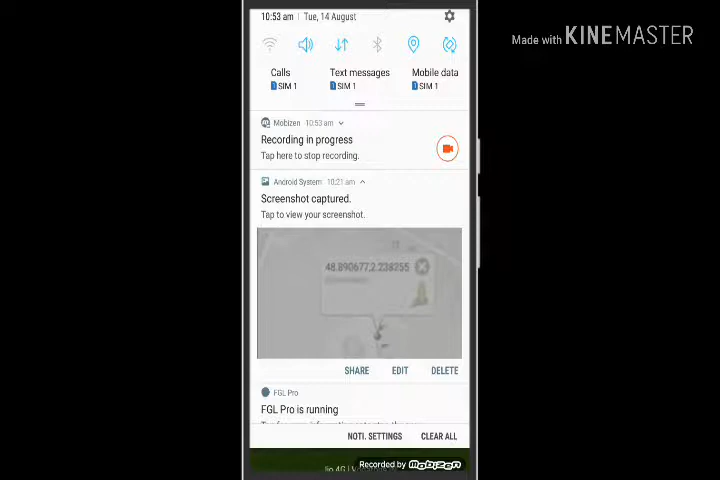 10:53 am | Tue, 14 August
Made with KINEMASTER
Calls
Text messages
Mobile data
1 SIM 1
1 SIM 1
1 SIM 1
Mobizen 10:53 am
Recording in progress
Tap here to stop recording.
Android System 10:21 am
Screenshot captured.
Tap to view your screenshot.
48.890677,2.238255
SHARE
EDIT
DELETE
FGL Pro
FGL Pro is running
NOTI. SETTINGS
CLEAR ALL
Recorded by mobizen